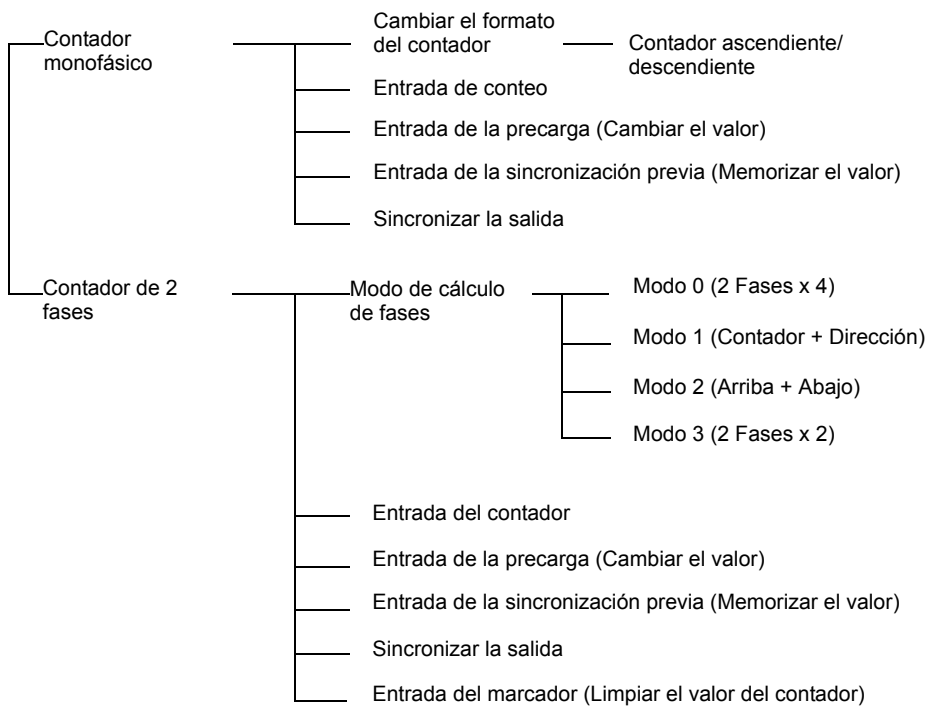 Contador
monofásico
Cambiar el formato
del contador
Contador ascendiente/
descendiente
Entrada de conteo
Entrada de la precarga (Cambiar el valor)
Entrada de la sincronización previa (Memorizar el valor)
Sincronizar la salida
Contador de 2
fases
Modo de cálculo
de fases
Modo 0 (2 Fases x 4)
Modo 1 (Contador + Dirección)
Modo 2 (Arriba + Abajo)
Modo 3 (2 Fases x 2)
Entrada del contador
Entrada de la precarga (Cambiar el valor)
Entrada de la sincronización previa (Memorizar el valor)
Sincronizar la salida
Entrada del marcador (Limpiar el valor del contador)